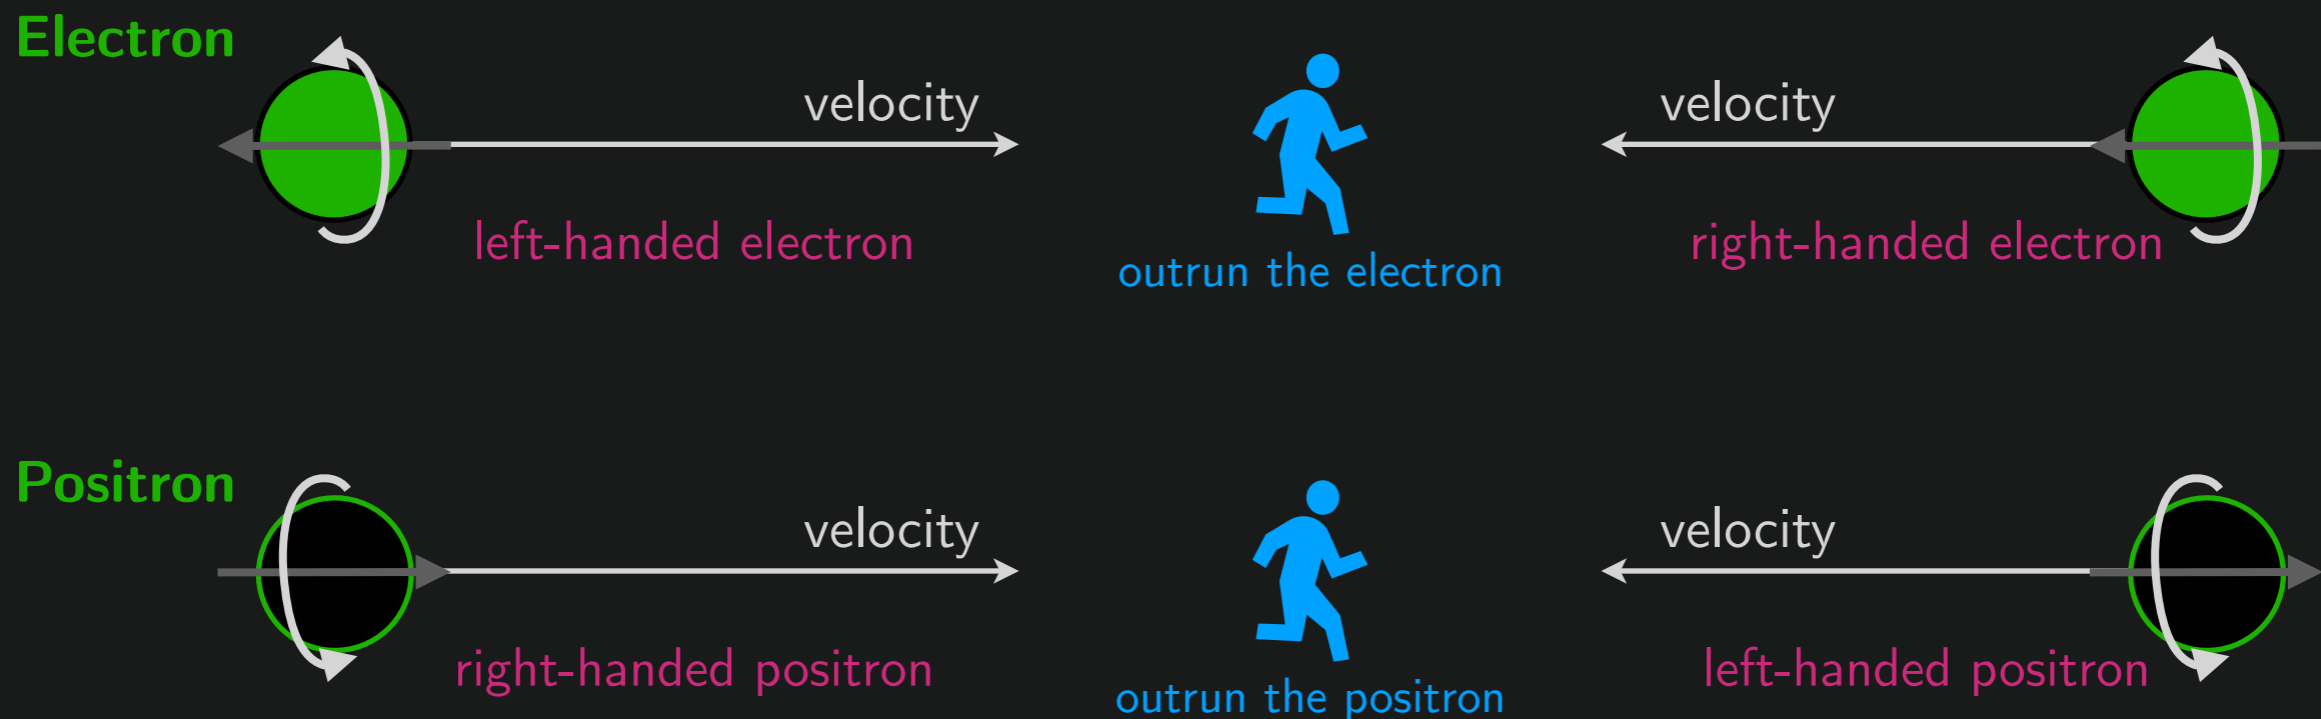 Electron
velocity
velocity
left-handed electron
right-handed electron
outrun the electron
Positron
velocity
velocity
right-handed positron
left-handed positron
outrun the positron